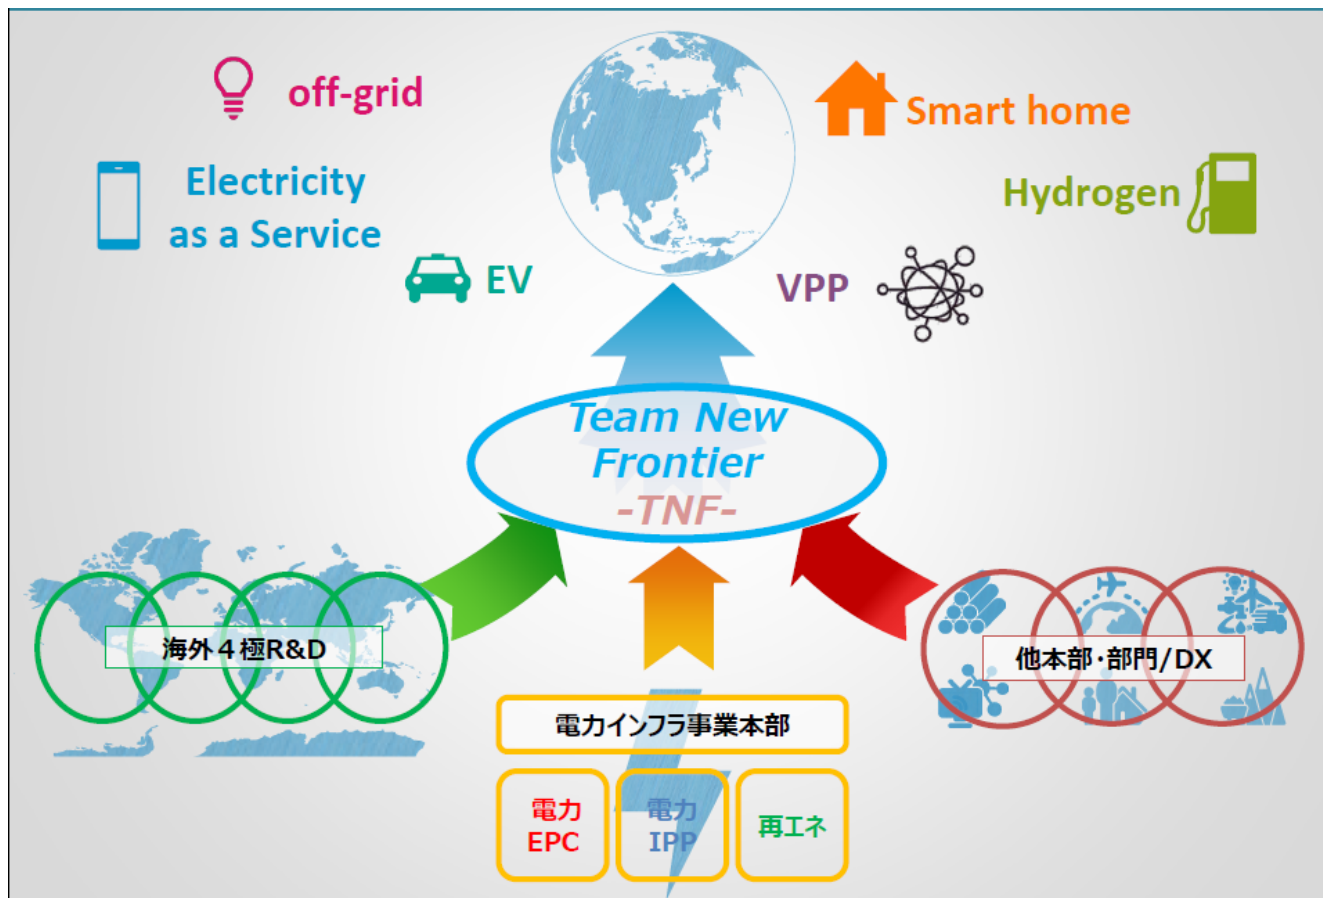 off-grid
Smart home
Electricity
as a Service
Hydrogen
EV
VPP
Team New
Frontier
-TNF-
海外４極R&D
他本部・部門/DX
電力インフラ事業本部
電力
EPC
電力
IPP
再エネ